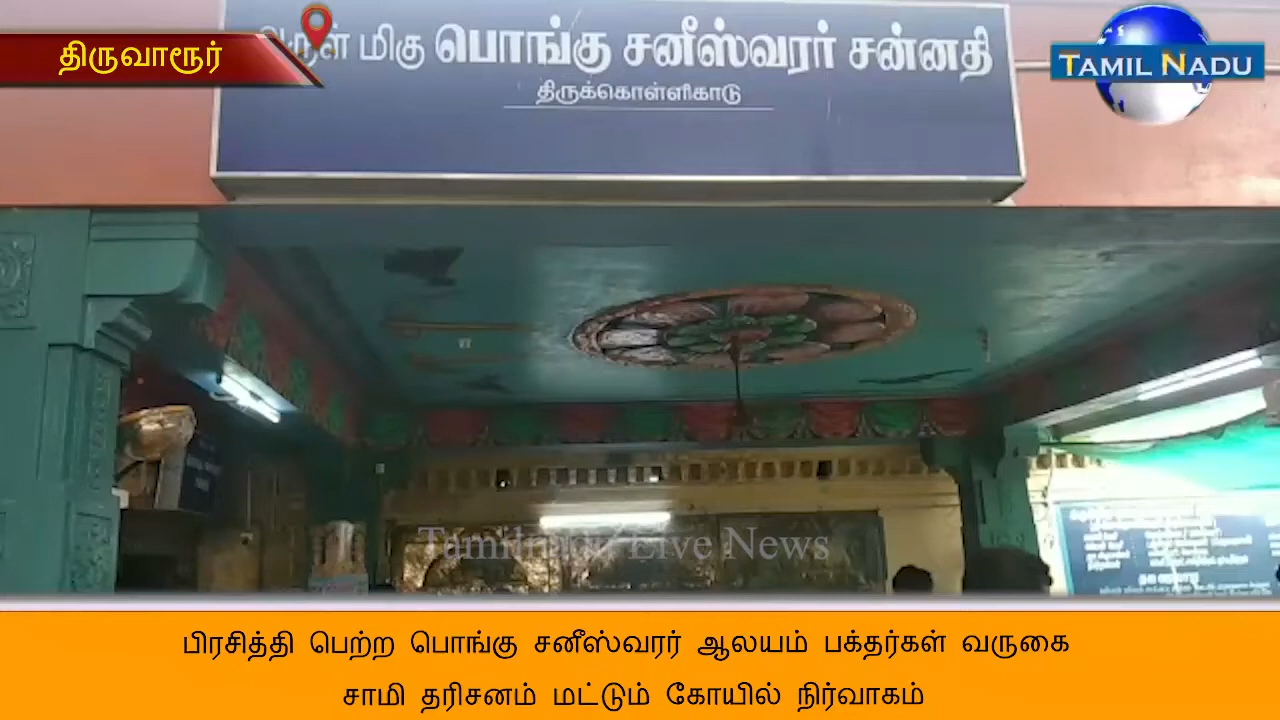 திருவாரூர்
மிகு பொங்கு சனீஸ்வரர் சன்னதி
திருக்கொள்ளிகாடு
TAMIL NADU
Tamilnadu Live News
பிரசித்தி பெற்ற பொங்கு சனீஸ்வரர் ஆலயம் பக்தர்கள் வருகை
சாமி தரிசனம் மட்டும் கோயில் நிர்வாகம்